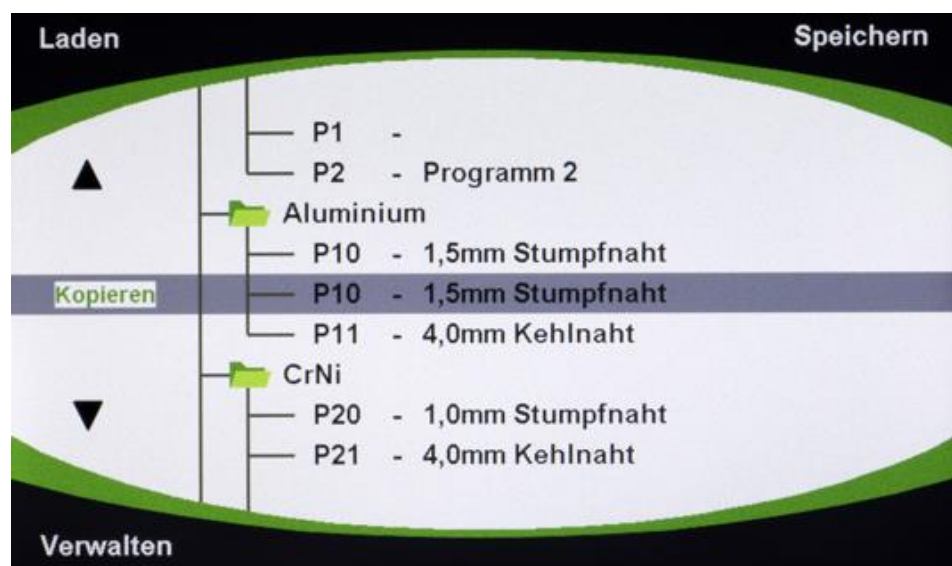 Laden
Speichern
P1 -
P2 - Programm 2
Aluminium
P10 - 1,5mm Stumpfnaht
Kopieren P10 - 1,5mm Stumpfnaht
P11 - 4,0mm Kehlnaht
CrNi
P20 - 1,0mm Stumpfnaht
P21 - 4,0mm Kehlnaht
Verwalten